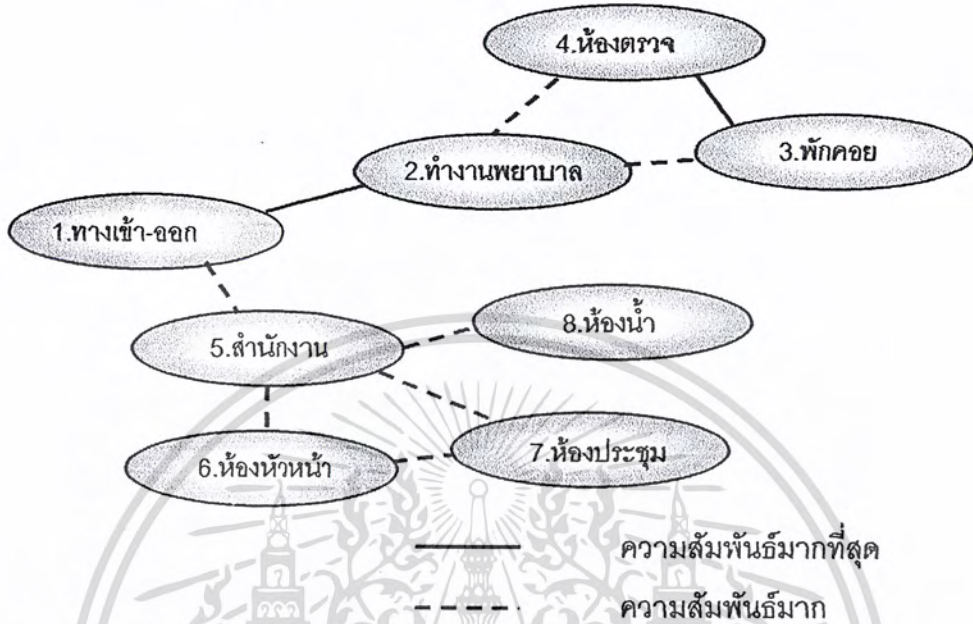 4.ห้องตรวจ
3.พักคอย
2.ทำงานพยาบาล
1.ทางเข้า-ออก
8.ห้องน้ำ
5.สำนักงาน
7.ห้องประชุม
6.ห้องหัวหน้า
ความสัมพันธ์มากที่สุด
ความสัมพันธ์มาก